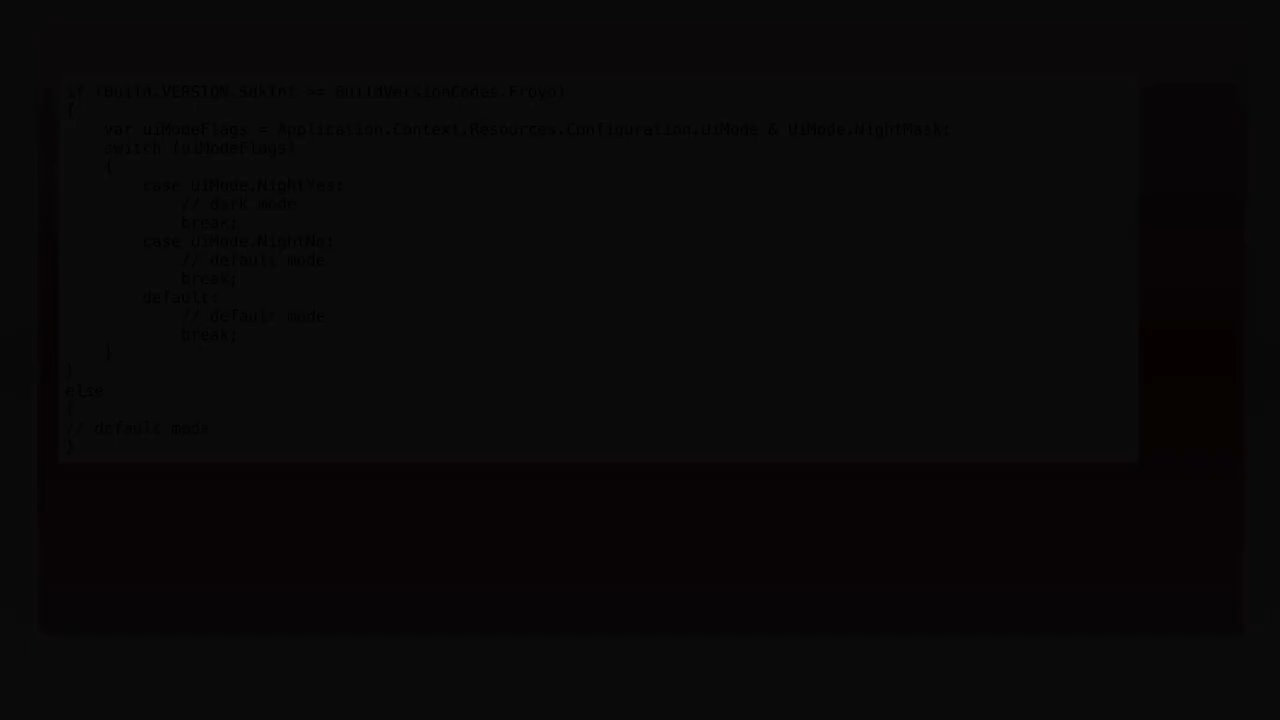 if (Build.VERSION.SdkInt >= BuildVersionCodes.Froyo)
{
var uiModeFlags = Application.Context.Resources.Configuration.UiMode & UiMode.NightMask;
switch (uiModeFlags)
{
case UiMode.NightYes:
// dark mode
break;
case UiMode.NightNo:
// default mode
break;
default:
// default mode
break;
}
}
else
{
// default mode
}